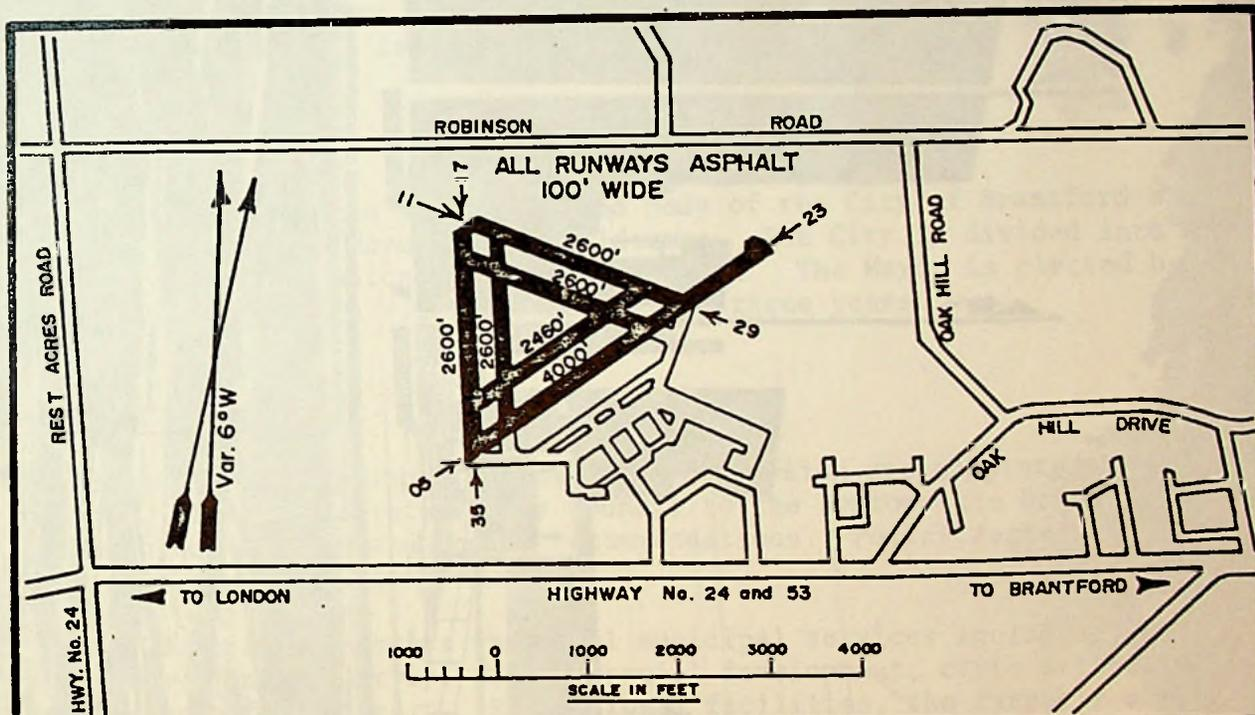 ROBINSON ROAD
ALL RUNWAYS ASPHALT
100' WIDE
17
11
23
2600'
2600'
2600'
2600'
2460'
4000'
29
35
REST ACRES ROAD
Var. 6°W
OAK HILL ROAD
OAK HILL DRIVE
TO LONDON
HIGHWAY No. 24 and 53
TO BRANTFORD
HWY. No. 24
1000 0 1000 2000 3000 4000
SCALE IN FEET